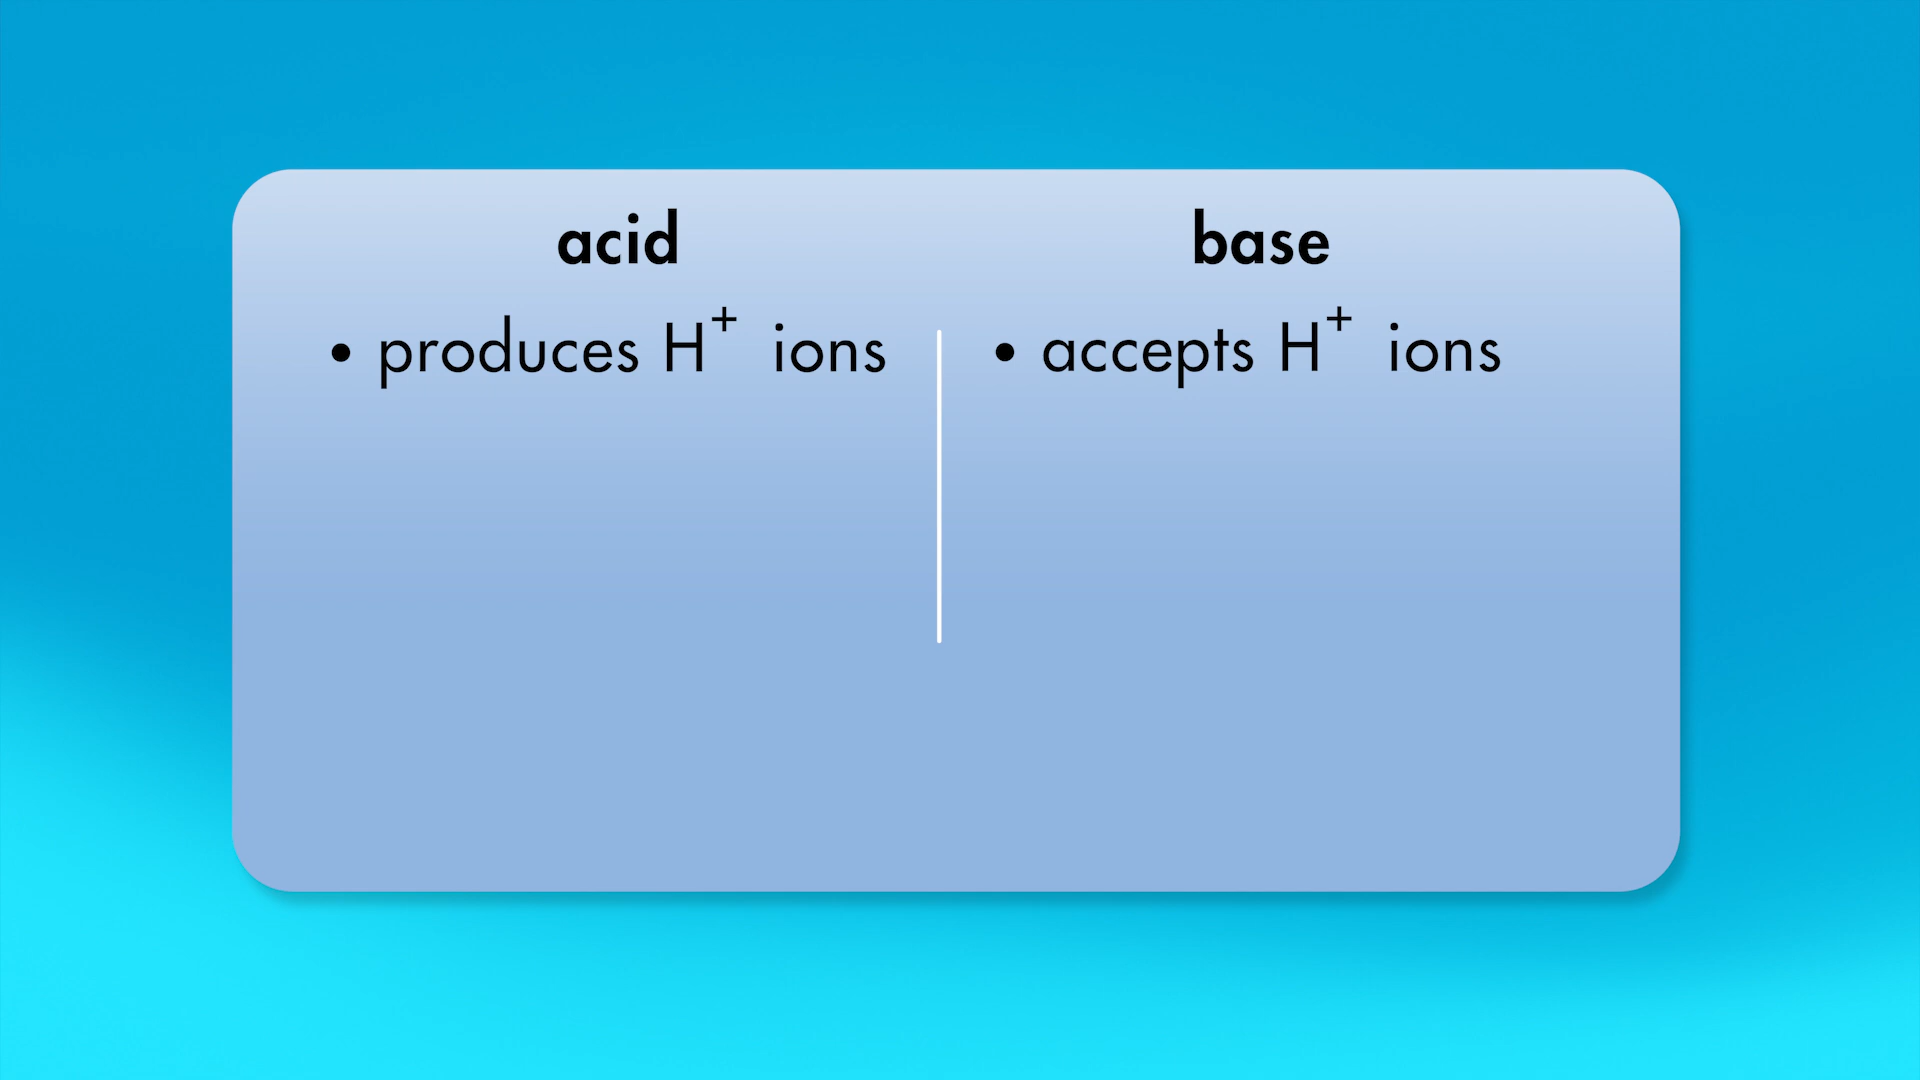 acid
• produces H⁺ ions
base
• accepts H⁺ ions